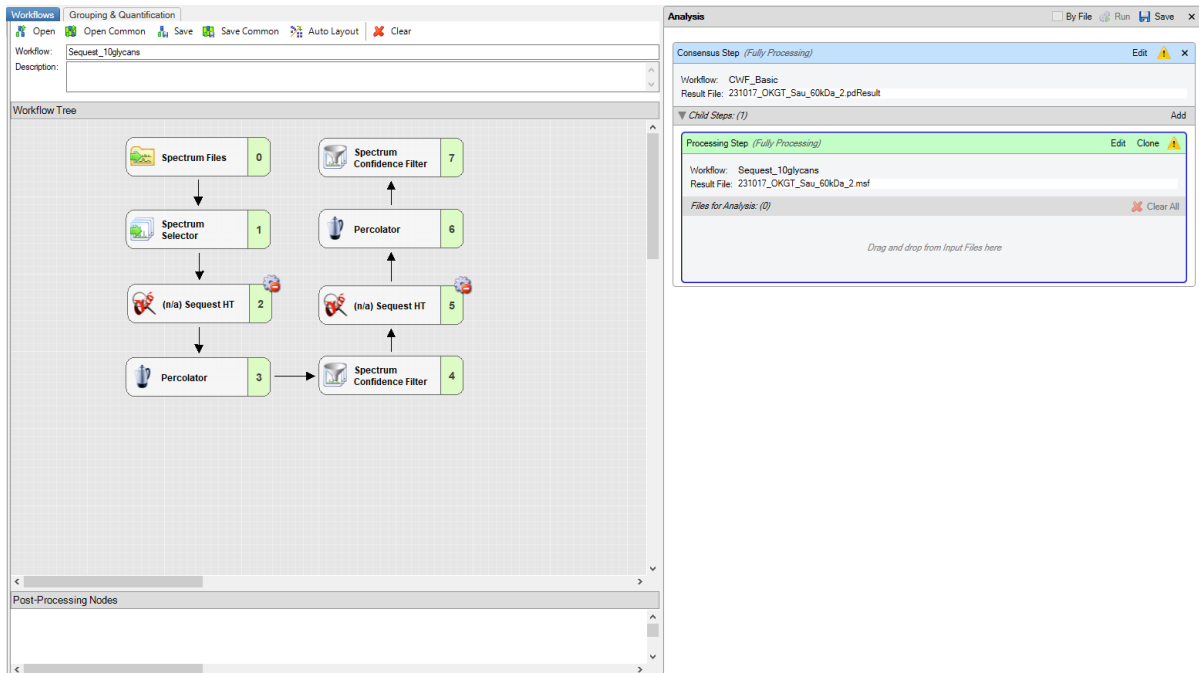 Workflows Grouping & Quantification
Open Open Common Save Save Common Auto Layout Clear
Workflow: Sequest_10glycans
Description:
Workflow Tree
Spectrum Files 0
Spectrum
Selector 1
(n/a) Sequest HT 2
Percolator 3
Spectrum
Confidence Filter 4
(n/a) Sequest HT 5
Percolator 6
Spectrum
Confidence Filter 7
Post-Processing Nodes
Analysis By File Run Save x
Consensus Step (Fully Processing) Edit x
Workflow: CWF_Basic
Result File: 231017_OKGT_Sau_60kDa_2.pdResult
Child Steps: (1) Add
Processing Step (Fully Processing) Edit Clone
Workflow: Sequest_10glycans
Result File: 231017_OKGT_Sau_60kDa_2.msf
Files for Analysis: (0) Clear All
Drag and drop from Input Files here